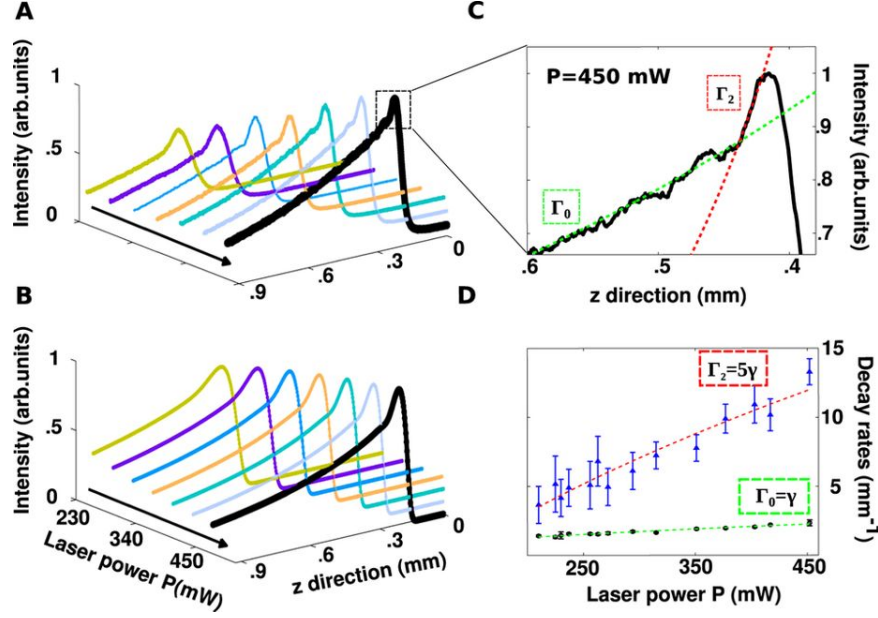 A
Intensity (arb.units)
1
.5
0
.9
.6
.3
0
C
P=450 mW
Γ₂
Γ₀
1
.9
.8
.7
Intensity (arb.units)
.6
.5
.4
z direction (mm)
B
Intensity (arb.units)
1
0.5
0
230
340
450
Laser power P(mW)
.9
.6
.3
0
z direction (mm)
D
Γ₂=5γ
Γ₀=γ
15
10
5
Decay rates (mm⁻¹)
250
350
450
Laser power P (mW)